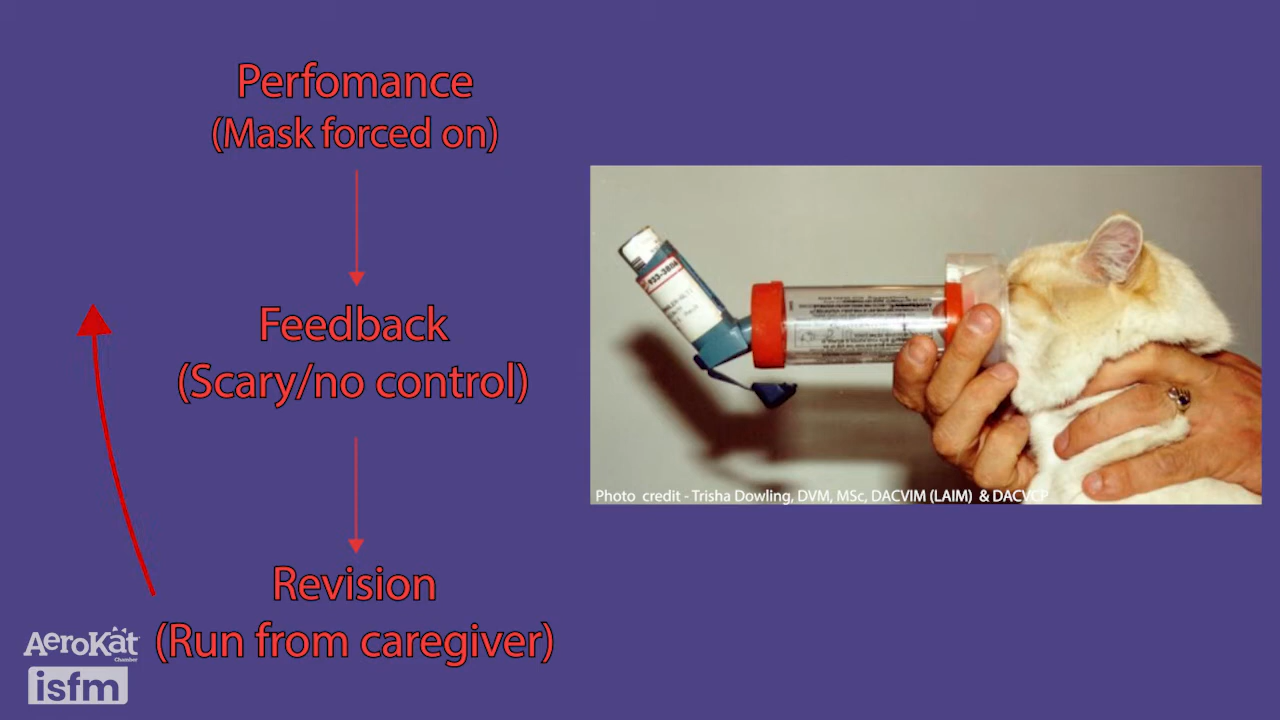 Perfomance
(Mask forced on)
Feedback
(Scary/no control)
Revision
(Run from caregiver)
Photo credit - Trisha Dowling, DVM, MSc, DACVIM (LAIM) & DACVCP
AeroKat
Chamber
isfm